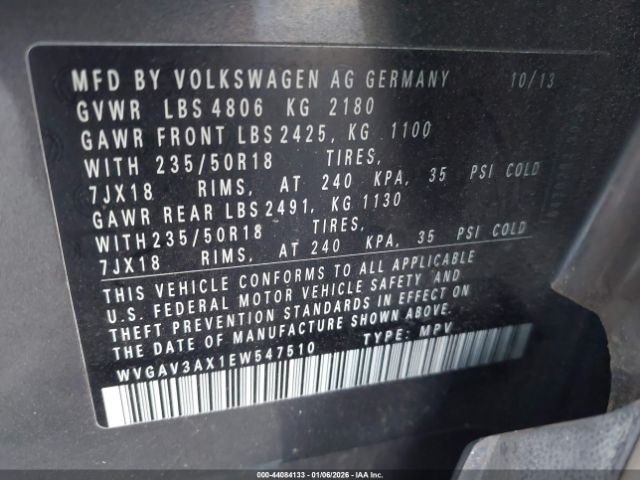 MFD BY VOLKSWAGEN AG GERMANY 10/13
GVWR LBS 4806 KG 2180
GAWR FRONT LBS 2425, KG 1100
WITH 235/50R18 TIRES,
7JX18 RIMS, AT 240 KPA, 35 PSI COLD
GAWR REAR LBS 2491, KG 1130
WITH 235/50R18 TIRES,
7JX18 RIMS, AT 240 KPA, 35 PSI COLD
THIS VEHICLE CONFORMS TO ALL APPLICABLE
U.S. FEDERAL MOTOR VEHICLE SAFETY AND
THEFT PREVENTION STANDARDS IN EFFECT ON
THE DATE OF MANUFACTURE SHOWN ABOVE.
WVGAV3AX1EW547510 TYPE: MPV
000-44084133 - 01/06/2026 - IAA Inc.